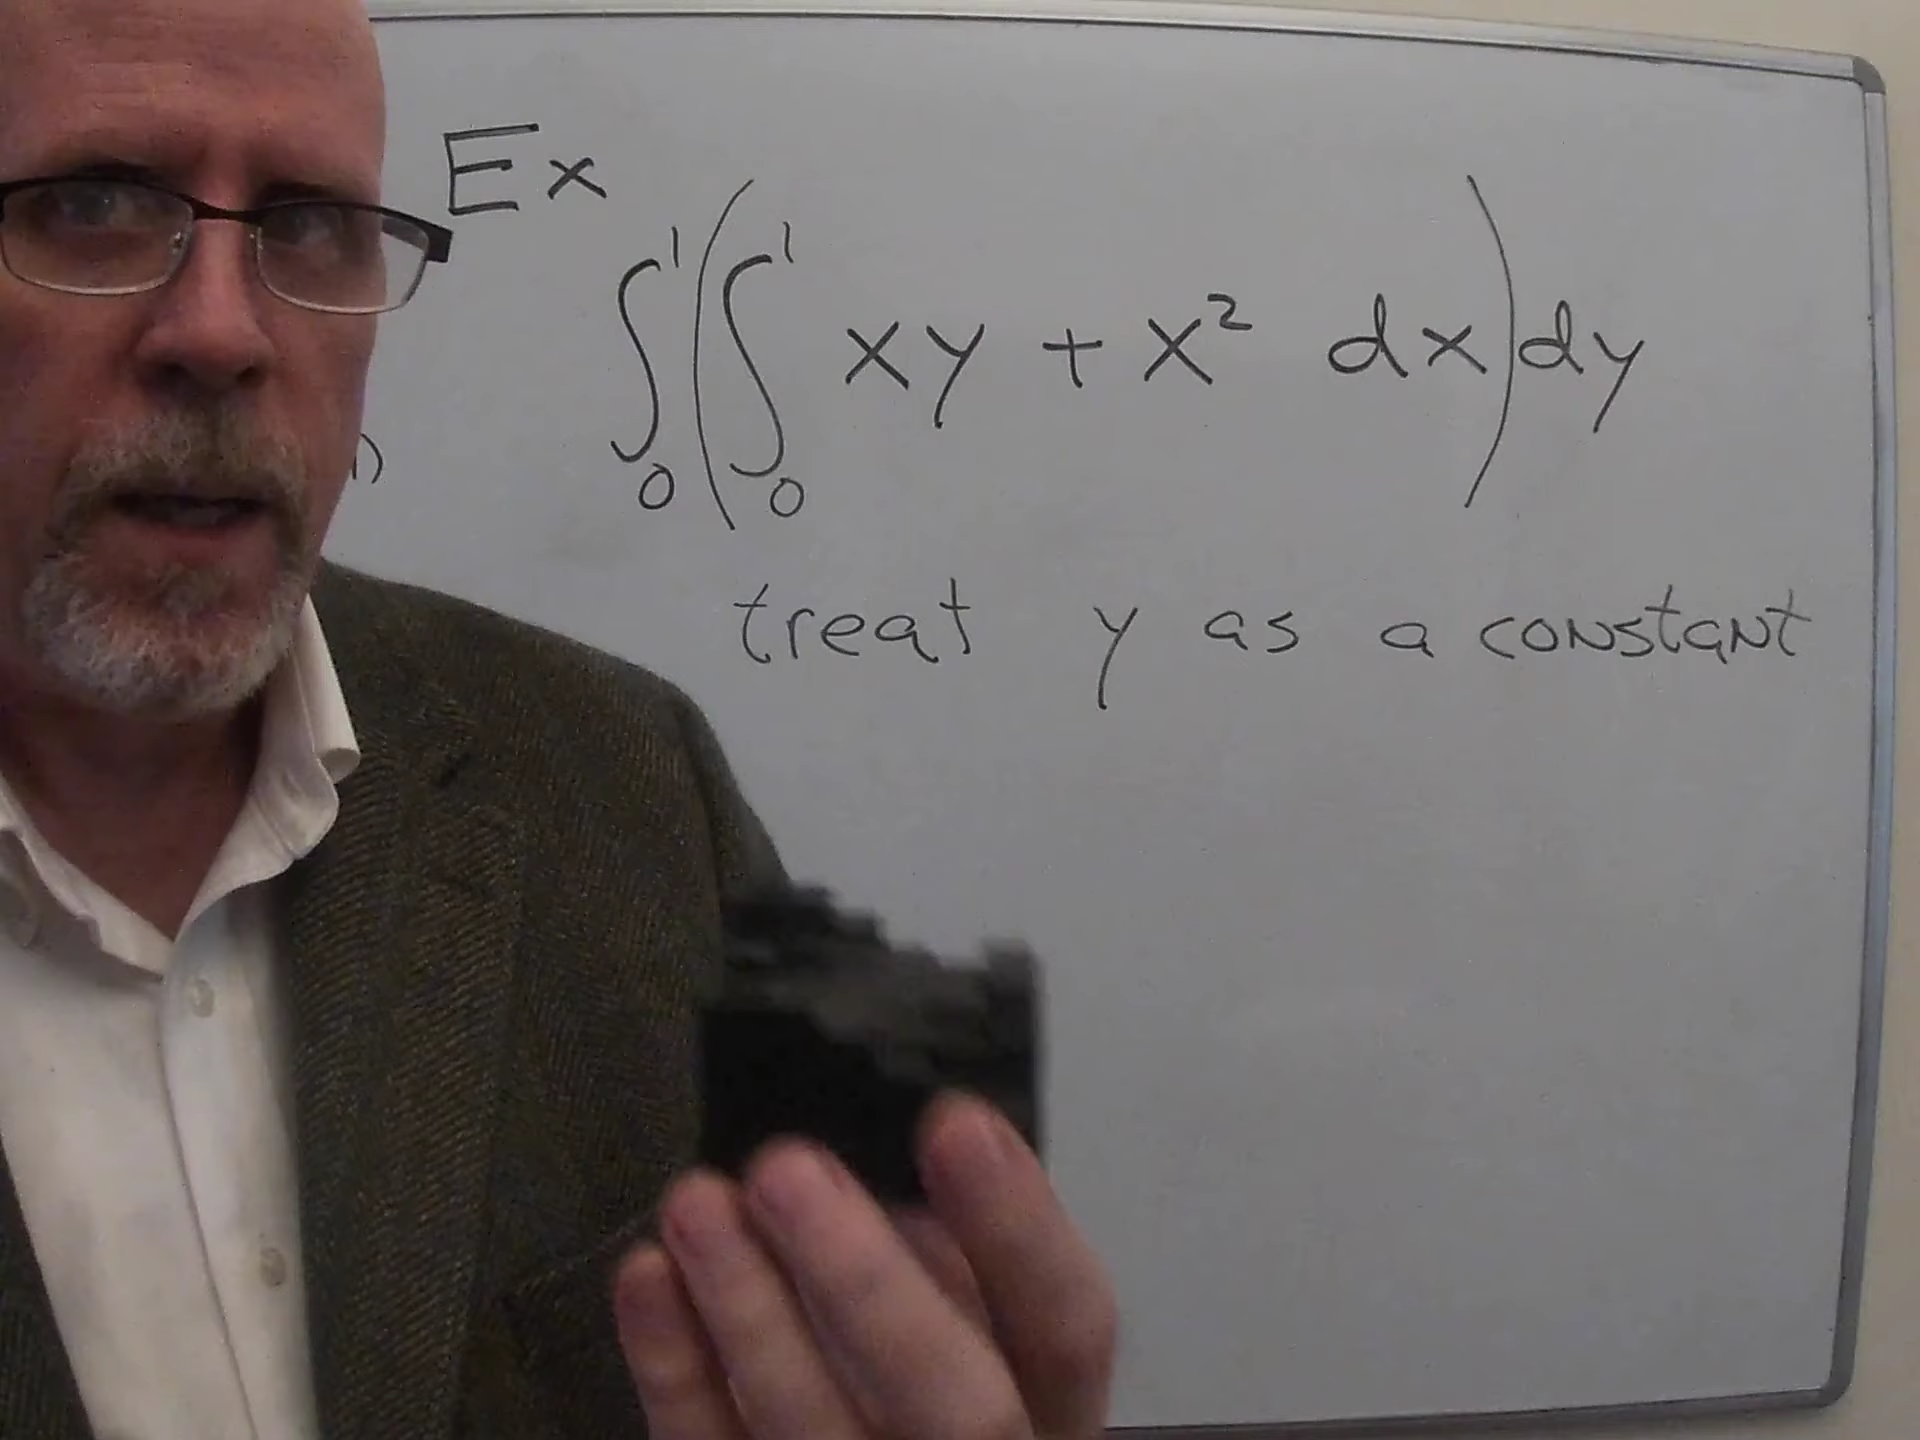 Ex
∫₀¹ ( ∫₀¹ xy + x² dx ) dy
treat y as a constant